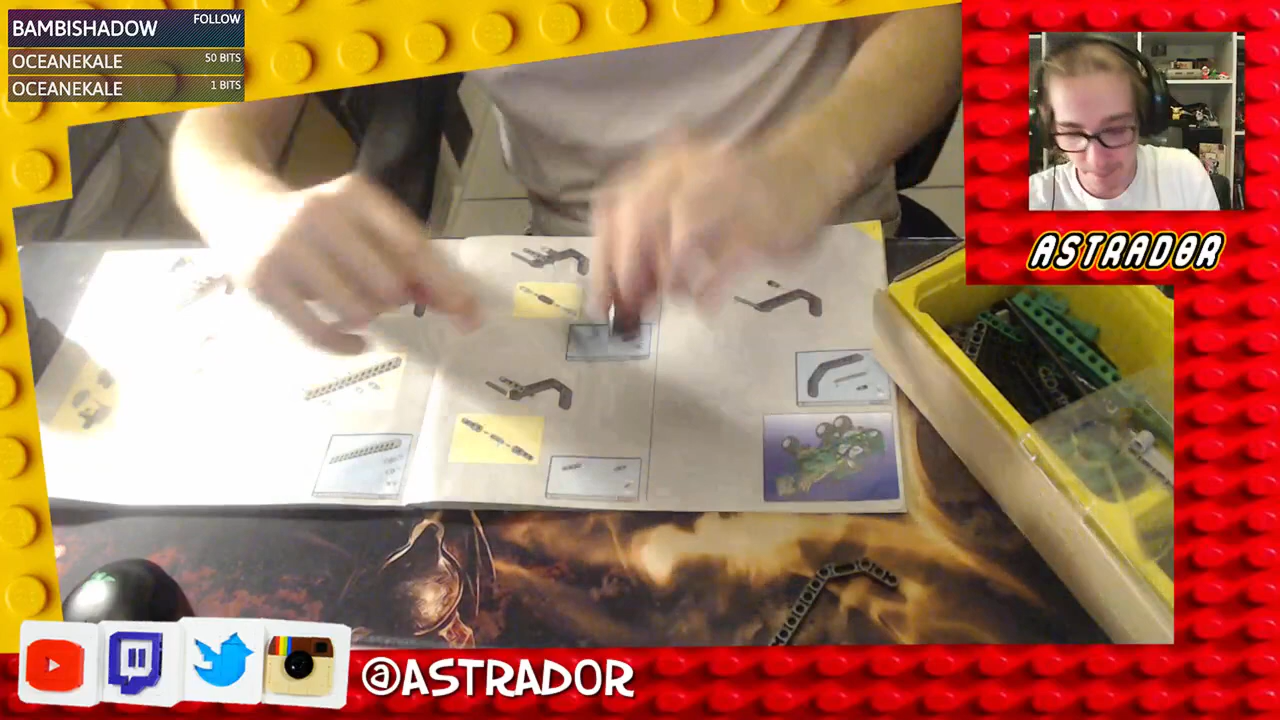 BAMBISHADOW FOLLOW
OCEANEKALE 50 BITS
OCEANEKALE 1 BITS
ASTRADOR
@ASTRADOR